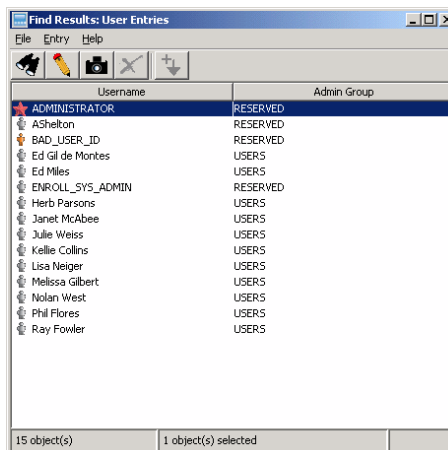 Find Results: User Entries
File Entry Help
Username Admin Group
ADMINISTRATOR RESERVED
AShelton RESERVED
BAD_USER_ID RESERVED
Ed Gil de Montes USERS
Ed Miles USERS
ENROLL_SYS_ADMIN RESERVED
Herb Parsons USERS
Janet McAbee USERS
Julie Weiss USERS
Kellie Collins USERS
Lisa Neiger USERS
Melissa Gilbert USERS
Nolan West USERS
Phil Flores USERS
Ray Fowler USERS
15 object(s) 1 object(s) selected